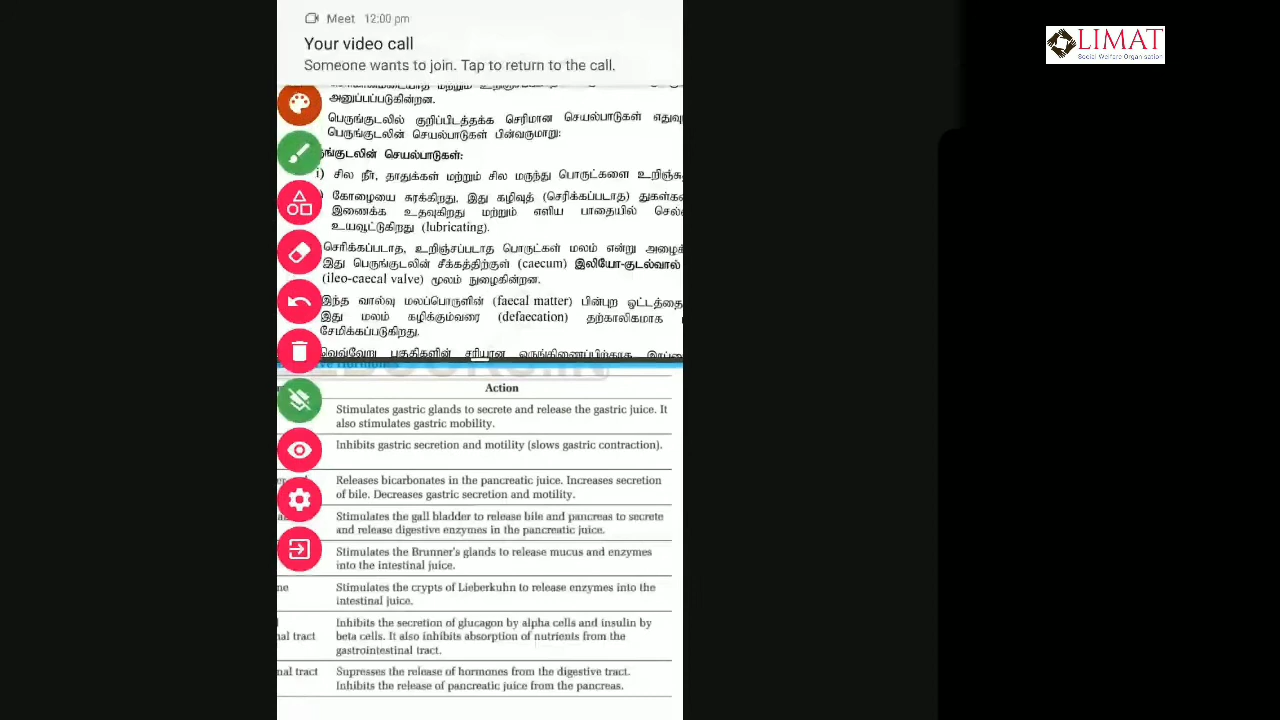 Meet 12:00 pm
LIMAT
Social Welfare Organisation
Your video call
Someone wants to join. Tap to return to the call.
அனுப்பப்படுகின்றன.
பெருங்குடலில் குறிப்பிடத்தக்க செரிமான செயல்பாடுகள்
பெருங்குடலின் செயல்பாடுகள் பின்வருமாறு:
ங்குடலின் செயல்பாடுகள்:
i) சில நீர், தாதுக்கள் மற்றும் சில மருந்து பொருட்களை
கோழையை சுரக்கிறது, இது கழிவுத் (செரிக்கப்படாத)
இணைக்க உதவுகிறது மற்றும் எளிய பாதையில்
உயவூட்டுகிறது (lubricating).
செரிக்கப்படாத, உறிஞ்சப்படாத பொருட்கள் மலம் என்று
இது பெருங்குடலின் சீக்கத்திற்குள் (caecum) இலியோ-குடல்வால்
(ileo-caecal valve) மூலம் நுழைகின்றன.
இந்த வால்வு மலப்பொருளின் (faecal matter) பின்புற
இது மலம் கழிக்கும்வரை (defaecation) தற்காலிகமாக
சேமிக்கப்படுகிறது.
Action
Stimulates gastric glands to secrete and release the gastric juice. It
also stimulates gastric mobility.
Inhibits gastric secretion and motility (slows gastric contraction).
Releases bicarbonates in the pancreatic juice. Increases secretion
of bile. Decreases gastric secretion and motility.
Stimulates the gall bladder to release bile and pancreas to secrete
and release digestive enzymes in the pancreatic juice.
Stimulates the Brunner's glands to release mucus and enzymes
into the intestinal juice.
ne Stimulates the crypts of Lieberkuhn to release enzymes into the
intestinal juice.
Inhibits the secretion of glucagon by alpha cells and insulin by
nal tract beta cells. It also inhibits absorption of nutrients from the
gastrointestinal tract.
nal tract Supresses the release of hormones from the digestive tract.
Inhibits the release of pancreatic juice from the pancreas.